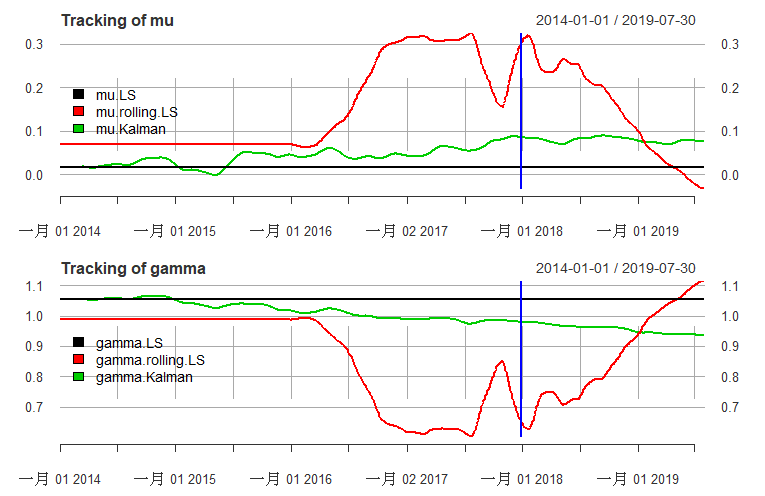 Tracking of mu 2014-01-01 / 2019-07-30
0.3 0.3
0.2 0.2
mu.LS
mu.rolling.LS
0.1 mu.Kalman 0.1
0.0 0.0
一月 01 2014 一月 01 2015 一月 01 2016 一月 02 2017 一月 01 2018 一月 01 2019
Tracking of gamma 2014-01-01 / 2019-07-30
1.1 1.1
1.0 1.0
0.9 gamma.LS 0.9
gamma.rolling.LS
0.8 gamma.Kalman 0.8
0.7 0.7
一月 01 2014 一月 01 2015 一月 01 2016 一月 02 2017 一月 01 2018 一月 01 2019